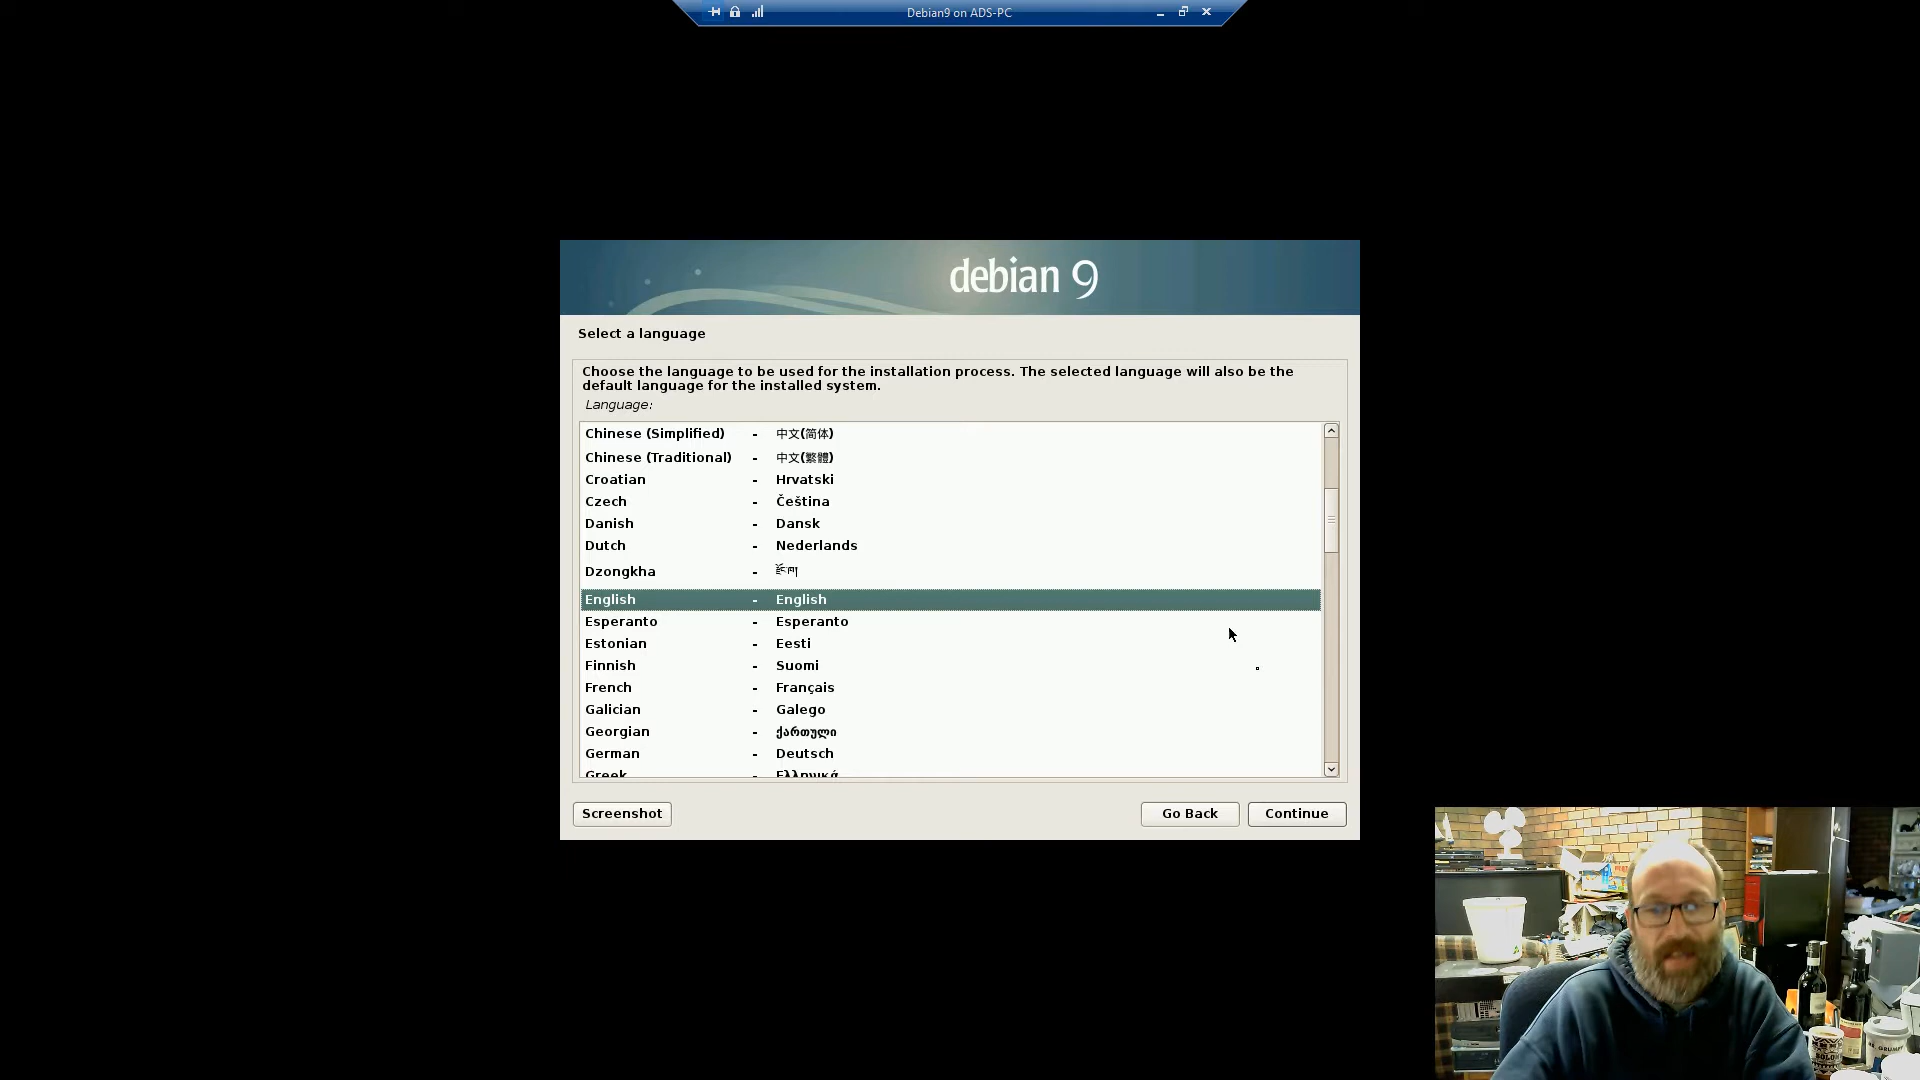 Debian9 on ADS-PC
debian 9
Select a language
Choose the language to be used for the installation process. The selected language will also be the
default language for the installed system.
Language:
Chinese (Simplified) - 中文(简体)
Chinese (Traditional) - 中文(繁體)
Croatian - Hrvatski
Czech - Čeština
Danish - Dansk
Dutch - Nederlands
Dzongkha - རྫོང་ཁ།
English - English
Esperanto - Esperanto
Estonian - Eesti
Finnish - Suomi
French - Français
Galician - Galego
Georgian - ქართული
German - Deutsch
Greek - Ελληνικά
Screenshot
Go Back
Continue